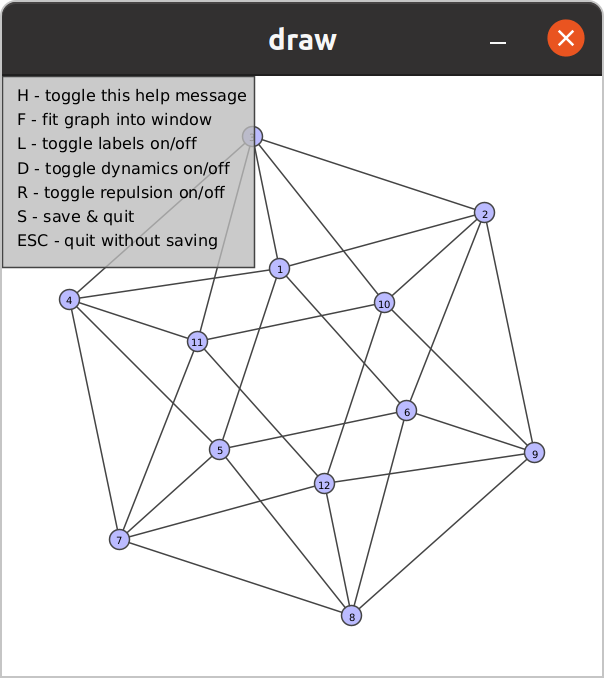 draw
H - toggle this help message
F - fit graph into window
L - toggle labels on/off
D - toggle dynamics on/off
R - toggle repulsion on/off
S - save & quit
ESC - quit without saving
3
2
1
4
10
11
6
5
9
12
7
8